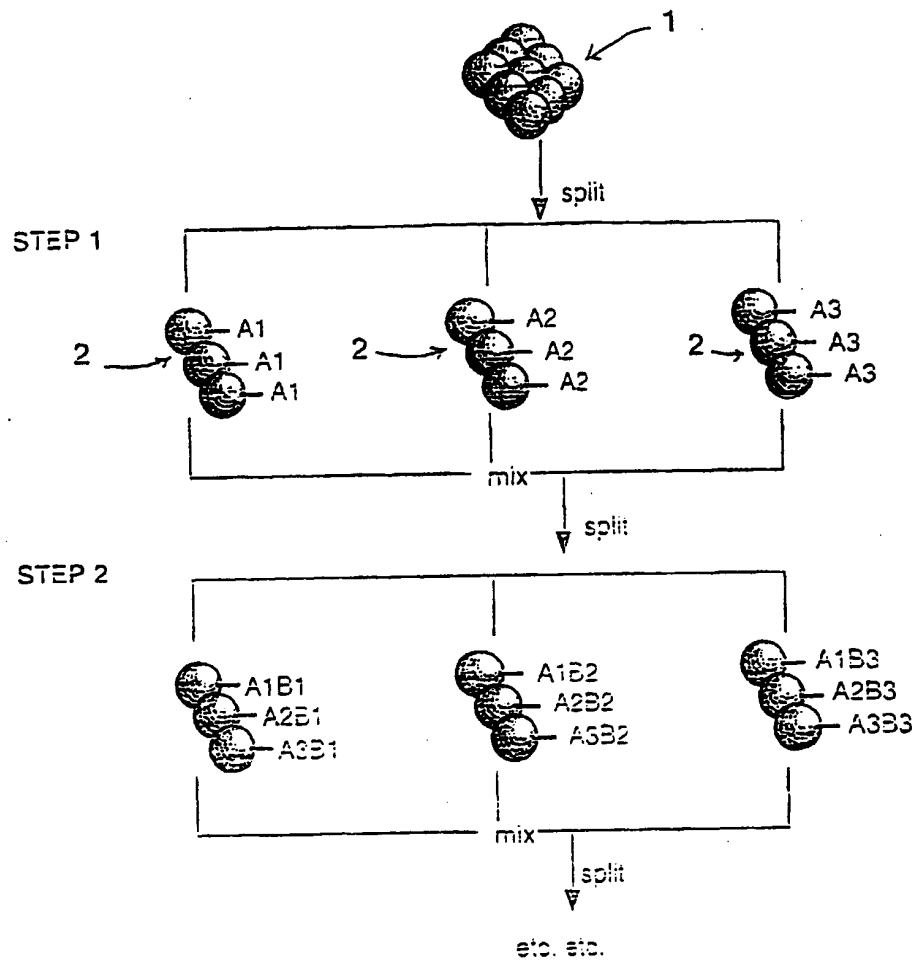 1
split
STEP 1
A1
A1
A1
2
A2
A2
A2
2
A3
A3
A3
2
mix
split
STEP 2
A1B1
A2B1
A3B1
A1B2
A2B2
A3B2
A1B3
A2B3
A3B3
mix
split
etc. etc.